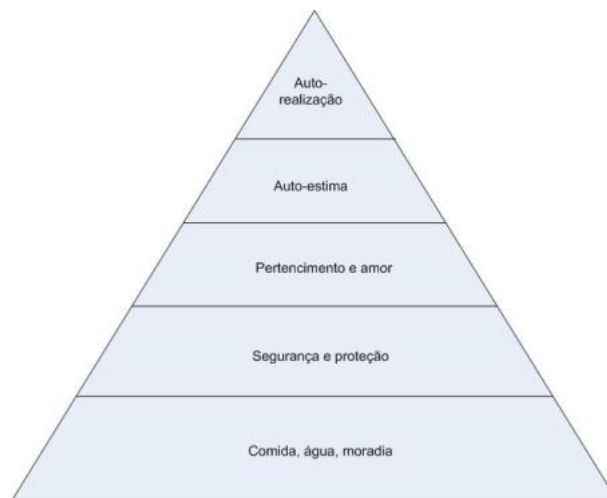 Auto-
realização
Auto-estima
Pertencimento e amor
Segurança e proteção
Comida, água, moradia